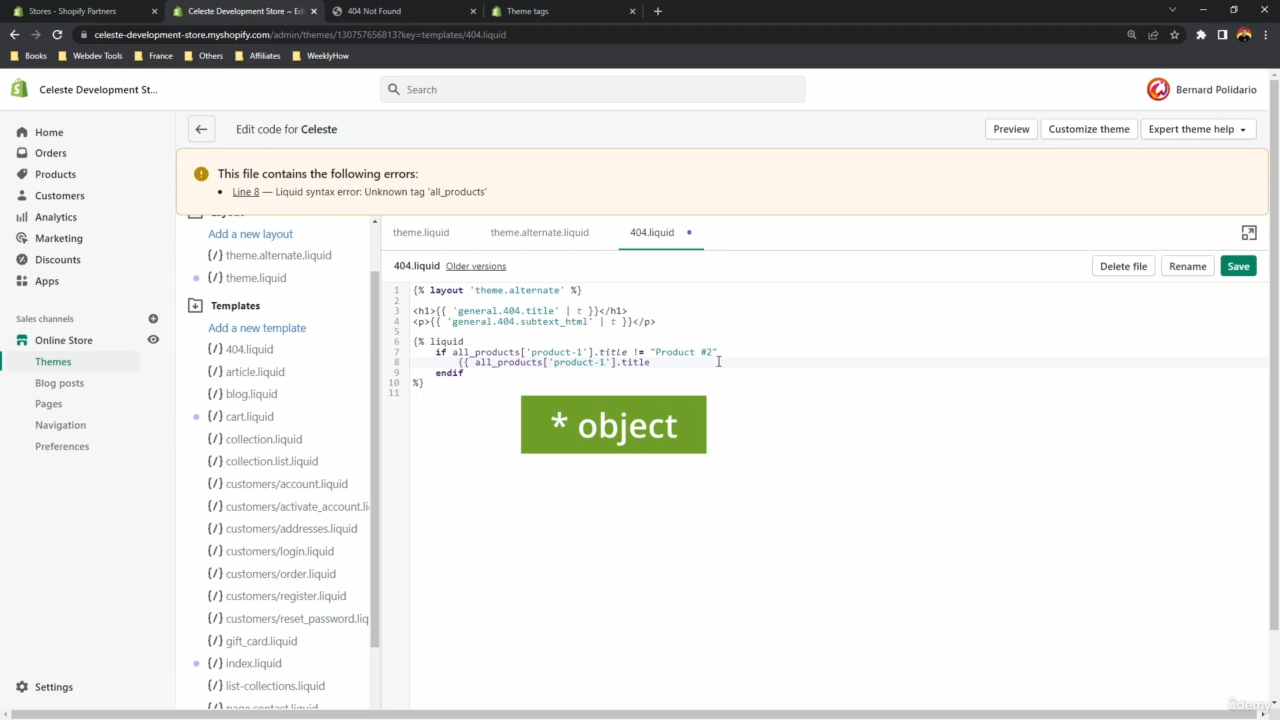 Stores - Shopify Partners
Celeste Development Store ~ Edi
404 Not Found
Theme tags
celeste-development-store.myshopify.com/admin/themes/130757656813?key=templates/404.liquid
Books
Webdev Tools
France
Others
Affiliates
WeeklyHow
Celeste Development St...
Search
Bernard Polidario
Home
Orders
Products
Customers
Analytics
Marketing
Discounts
Apps
Sales channels
Online Store
Themes
Blog posts
Pages
Navigation
Preferences
Settings
Edit code for Celeste
Preview
Customize theme
Expert theme help
This file contains the following errors:
Line 8 — Liquid syntax error: Unknown tag 'all_products'
Layout
Add a new layout
{/} theme.alternate.liquid
{/} theme.liquid
Templates
Add a new template
{/} 404.liquid
{/} article.liquid
{/} blog.liquid
{/} cart.liquid
{/} collection.liquid
{/} collection.list.liquid
{/} customers/account.liquid
{/} customers/activate_account.li
{/} customers/addresses.liquid
{/} customers/login.liquid
{/} customers/order.liquid
{/} customers/register.liquid
{/} customers/reset_password.liq
{/} gift_card.liquid
{/} index.liquid
{/} list-collections.liquid
{/} page.contact.liquid
theme.liquid
theme.alternate.liquid
404.liquid
404.liquid Older versions
Delete file
Rename
Save
1 {% layout 'theme.alternate' %}
2
3 <h1>{{ 'general.404.title' | t }}</h1>
4 <p>{{ 'general.404.subtext_html' | t }}</p>
5
6 {% liquid
7 if all_products['product-1'].title != "Product #2"
8 {{ all_products['product-1'].title
9 endif
10 %}
11
* object
ûdemy